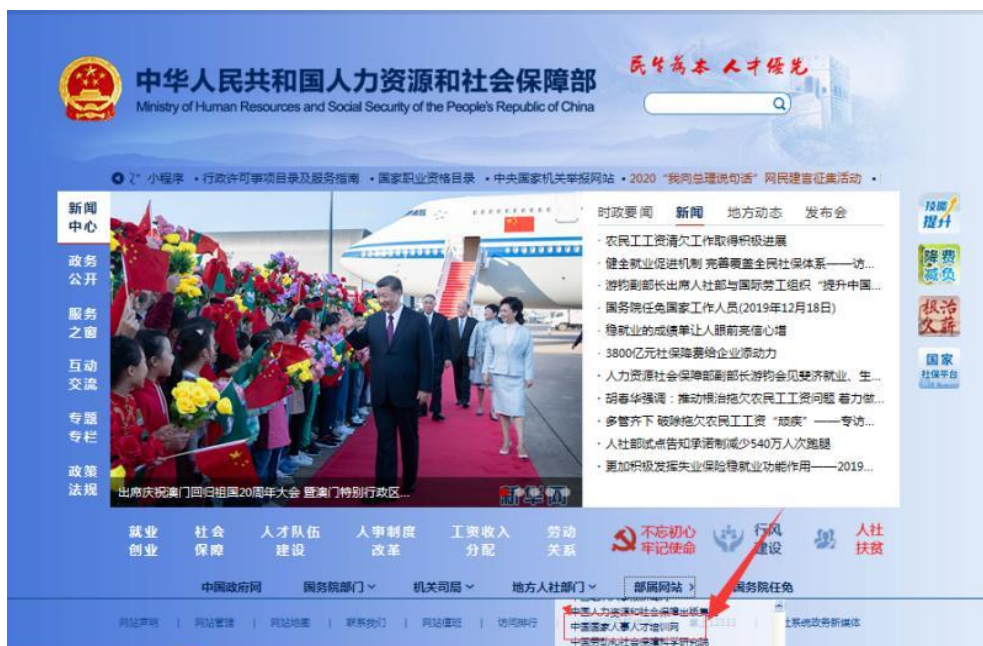 中华人民共和国人力资源和社会保障部
Ministry of Human Resources and Social Security of the People's Republic of China
民生为本 人才优先
小程序 ・行政许可事项目录及服务指南 ・国家职业资格目录 ・中央国家机关举报网站 ・2020 “我向总理说句话” 网民建言征集活动 ・
新闻
中心
政务
公开
服务
之窗
互动
交流
专题
专栏
政策
法规
出席庆祝澳门回归祖国20周年大会 暨澳门特别行政区...
新华网
时政要闻 新闻 地方动态 发布会
· 农民工工资清欠工作取得积极进展
· 健全就业促进机制 完善覆盖全民社保体系——访...
· 游钧副部长出席人社部与国际劳工组织“提升中国...
· 国务院任免国家工作人员(2019年12月18日)
· 稳就业的成绩单让人眼前亮信心增
· 3800亿元社保降费给企业添动力
· 人力资源社会保障部副部长游钧会见斐济就业、生...
· 胡春华强调：推动根治拖欠农民工工资问题 着力做...
· 多管齐下 破除拖欠农民工工资“顽疾”——专访...
· 人社部试点告知承诺制减少540万人次跑腿
· 更加积极发挥失业保险稳就业功能作用——2019...
技能
提升
降费
减负
根治
欠薪
国家
社保平台
就业
创业
社会
保障
人才队伍
建设
人事制度
改革
工资收入
分配
劳动
关系
不忘初心
牢记使命
行风
建设
人社
扶贫
中国政府网 国务院部门 机关司局 地方人社部门 部属网站 国务院任免
网站声明 | 网站管理 | 网站地图 | 联系我们 | 网站值班 | 访问排行
中国人力资源和社会保障出版集
中国国家人事人才培训网
中国劳动和社会保障科学研究院
12333
社系统政务新媒体